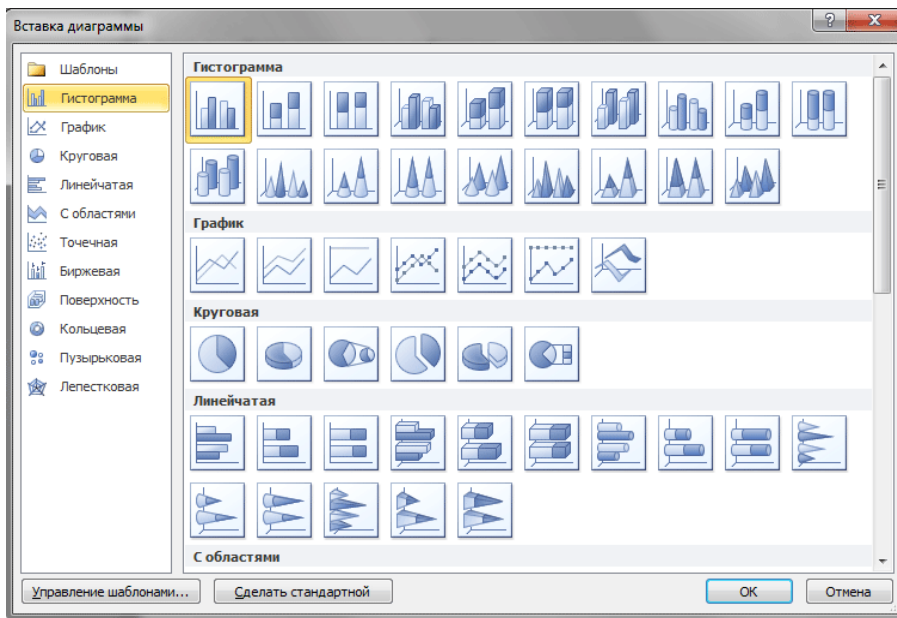 Вставка диаграммы
Шаблоны
Гистограмма
График
Круговая
Линейчатая
С областями
Точечная
Биржевая
Поверхность
Кольцевая
Пузырьковая
Лепестковая
Гистограмма
График
Круговая
Линейчатая
С областями
Управление шаблонами...
Сделать стандартной
ОК
Отмена